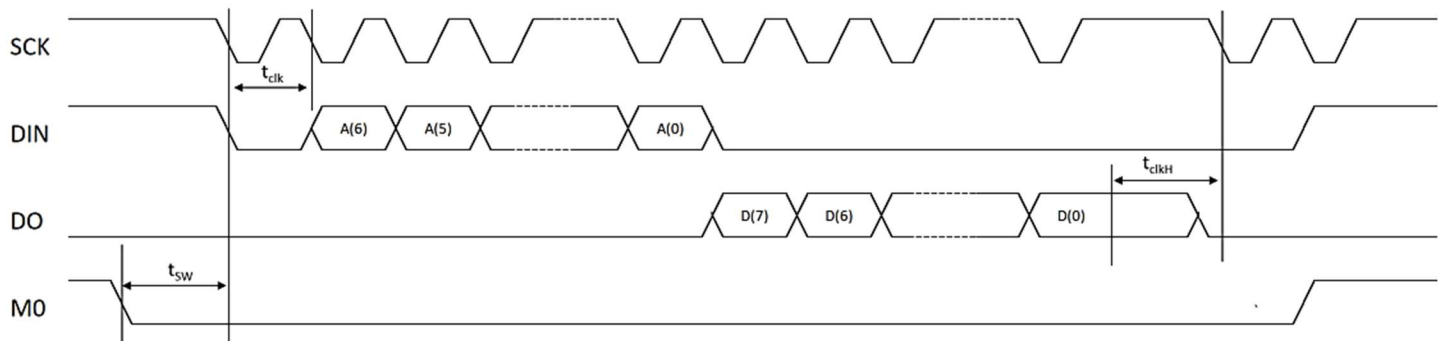 SCK
t_clk
DIN A(6) A(5) A(0)
t_clkH
DO D(7) D(6) D(0)
t_SW
M0